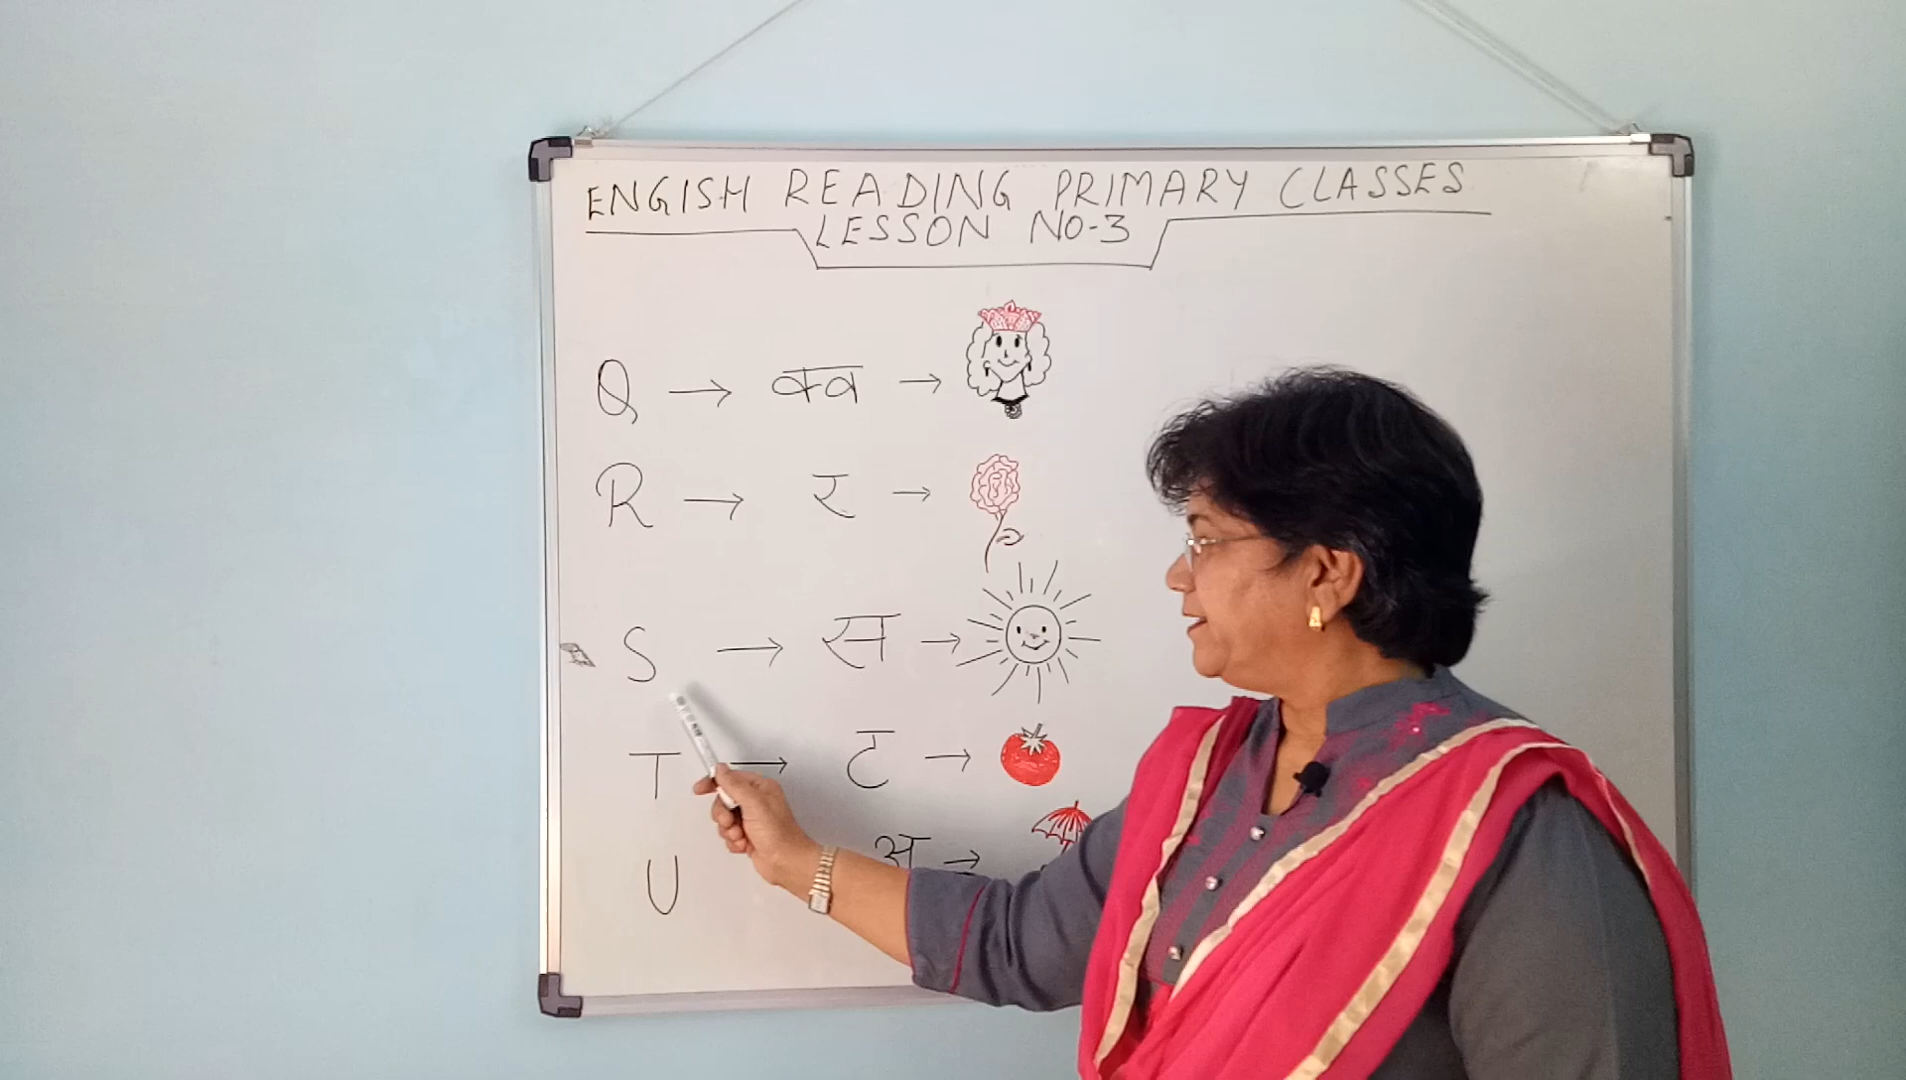 ENGISH READING PRIMARY CLASSES
LESSON NO-3
Q → क्व →
R → र →
S → स →
T → ट →
U अ →